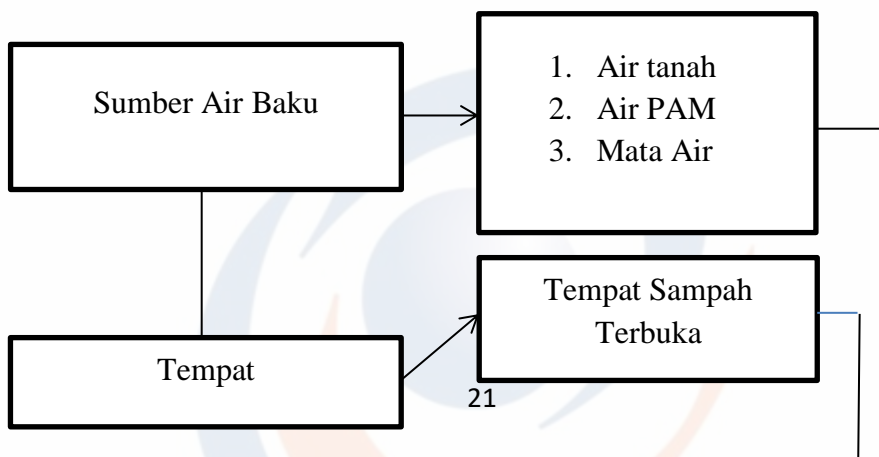 Sumber Air Baku
1. Air tanah
2. Air PAM
3. Mata Air
Tempat Sampah
Terbuka
Tempat
21